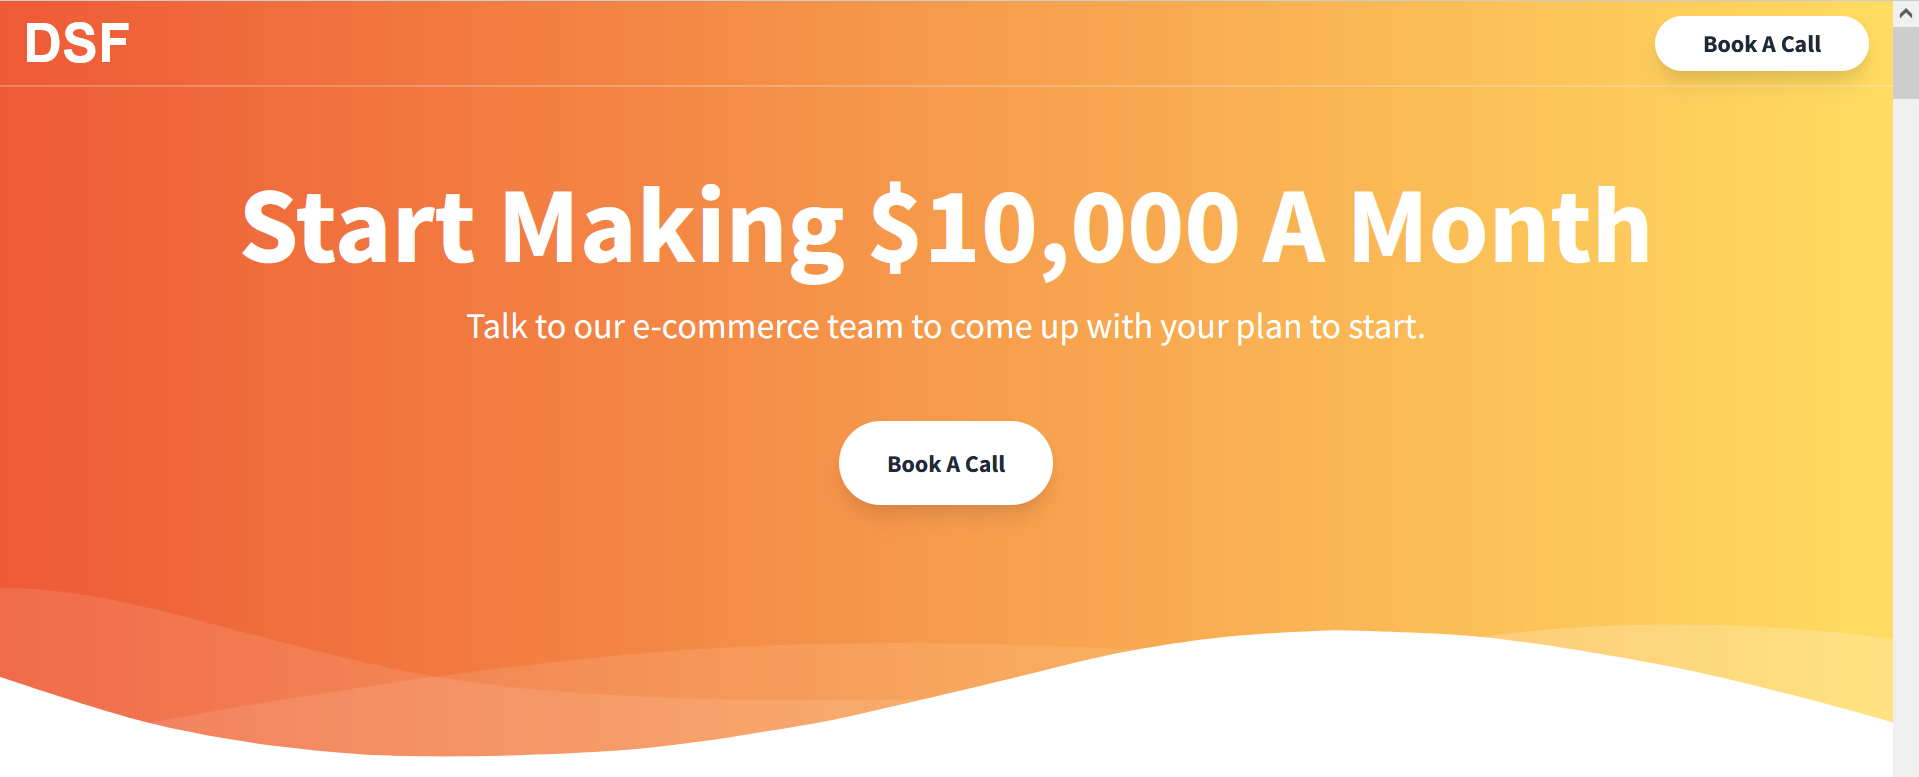 DSF
Book A Call
Start Making $10,000 A Month
Talk to our e-commerce team to come up with your plan to start.
Book A Call